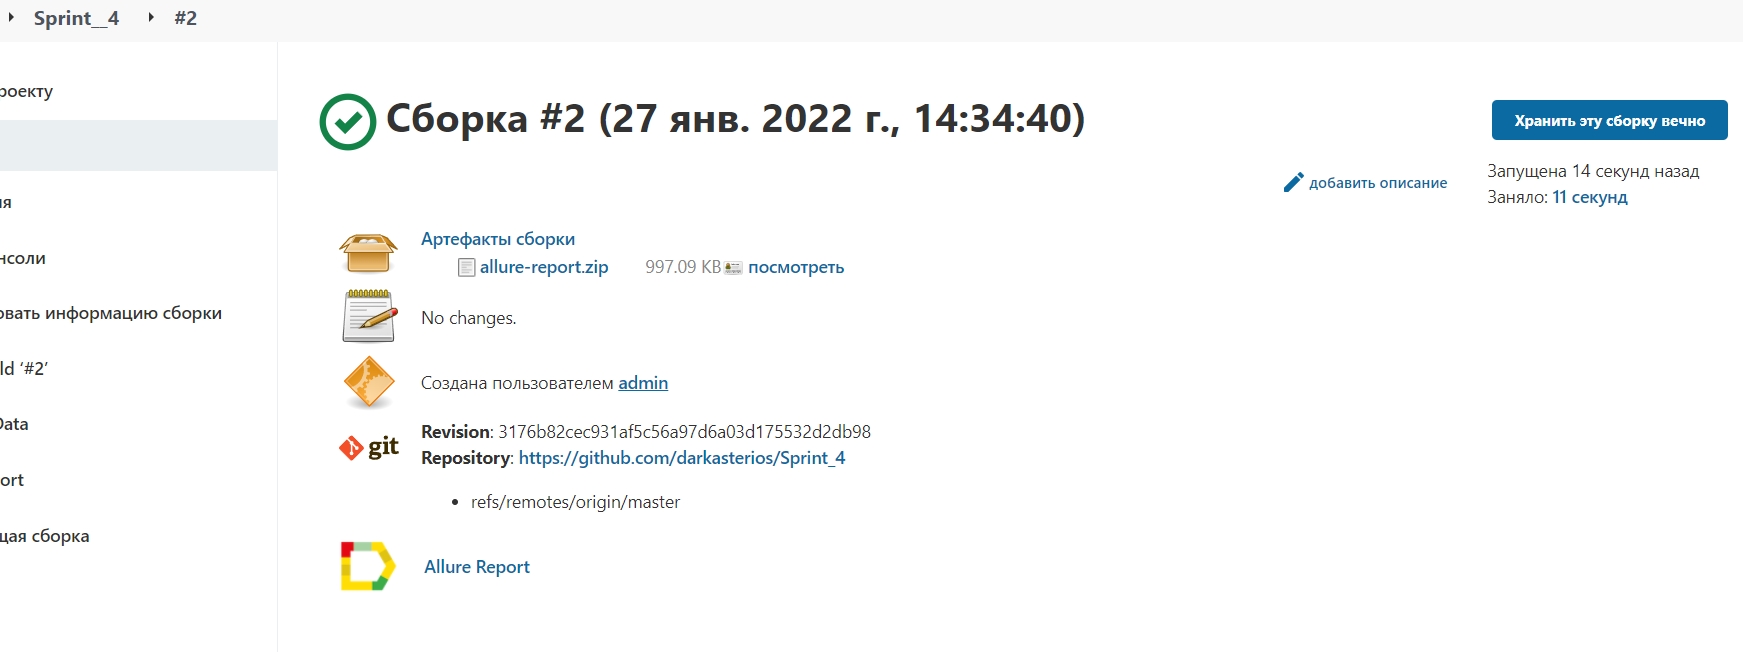 Sprint__4 #2
роекту
Сборка #2 (27 янв. 2022 г., 14:34:40)
Хранить эту сборку вечно
добавить описание
Запущена 14 секунд назад
Заняло: 11 секунд
ия
нсоли
овать информацию сборки
ld ‘#2’
Data
ort
щая сборка
Артефакты сборки
allure-report.zip 997.09 KB посмотреть
No changes.
Создана пользователем admin
git
Revision: 3176b82cec931af5c56a97d6a03d175532d2db98
Repository: https://github.com/darkasterios/Sprint_4
refs/remotes/origin/master
Allure Report